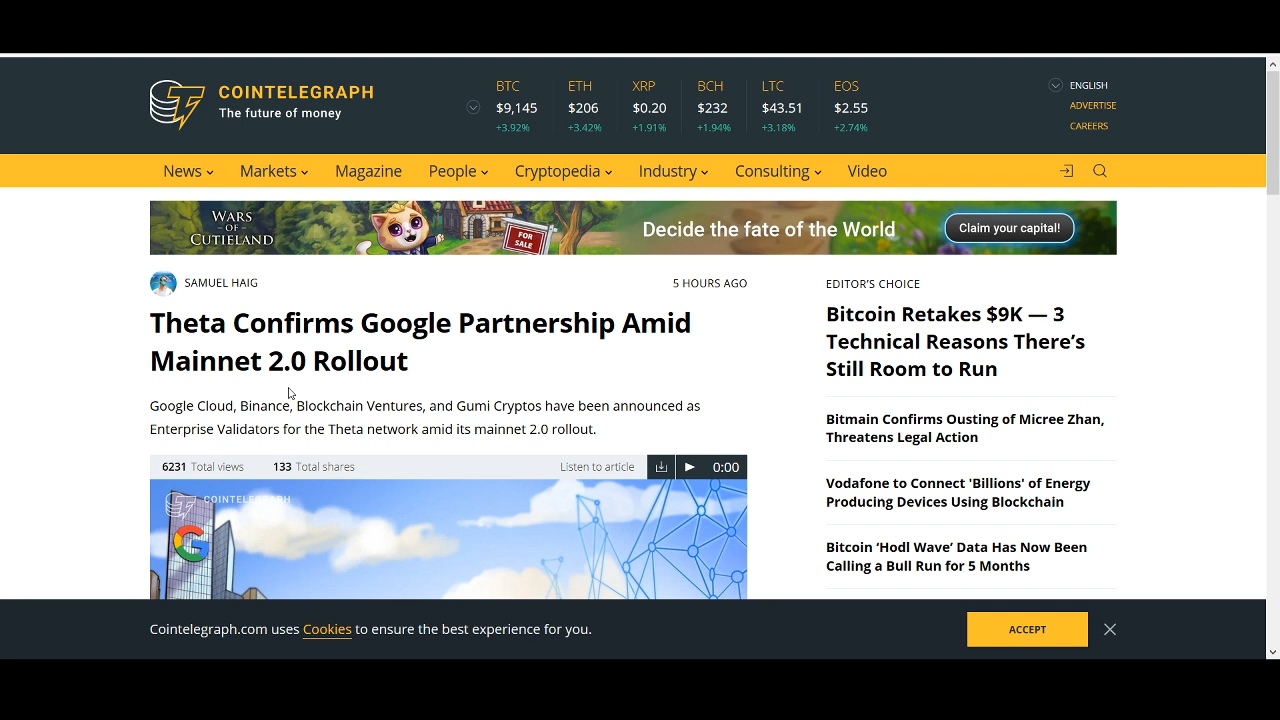 COINTELEGRAPH
The future of money
BTC ETH XRP BCH LTC EOS
$9,145 $206 $0.20 $232 $43.51 $2.55
+3.92% +3.42% +1.91% +1.94% +3.18% +2.74%
ENGLISH
ADVERTISE
CAREERS
News Markets Magazine People Cryptopedia Industry Consulting Video
WARS
OF
CUTIELAND
FOR
SALE
Decide the fate of the World
Claim your capital!
SAMUEL HAIG 5 HOURS AGO
Theta Confirms Google Partnership Amid
Mainnet 2.0 Rollout
Google Cloud, Binance, Blockchain Ventures, and Gumi Cryptos have been announced as
Enterprise Validators for the Theta network amid its mainnet 2.0 rollout.
6231 Total views 133 Total shares Listen to article 0:00
COINTELEGRAPH
G
EDITOR'S CHOICE
Bitcoin Retakes $9K — 3
Technical Reasons There’s
Still Room to Run
Bitmain Confirms Ousting of Micree Zhan,
Threatens Legal Action
Vodafone to Connect 'Billions' of Energy
Producing Devices Using Blockchain
Bitcoin ‘Hodl Wave’ Data Has Now Been
Calling a Bull Run for 5 Months
Cointelegraph.com uses Cookies to ensure the best experience for you.
ACCEPT